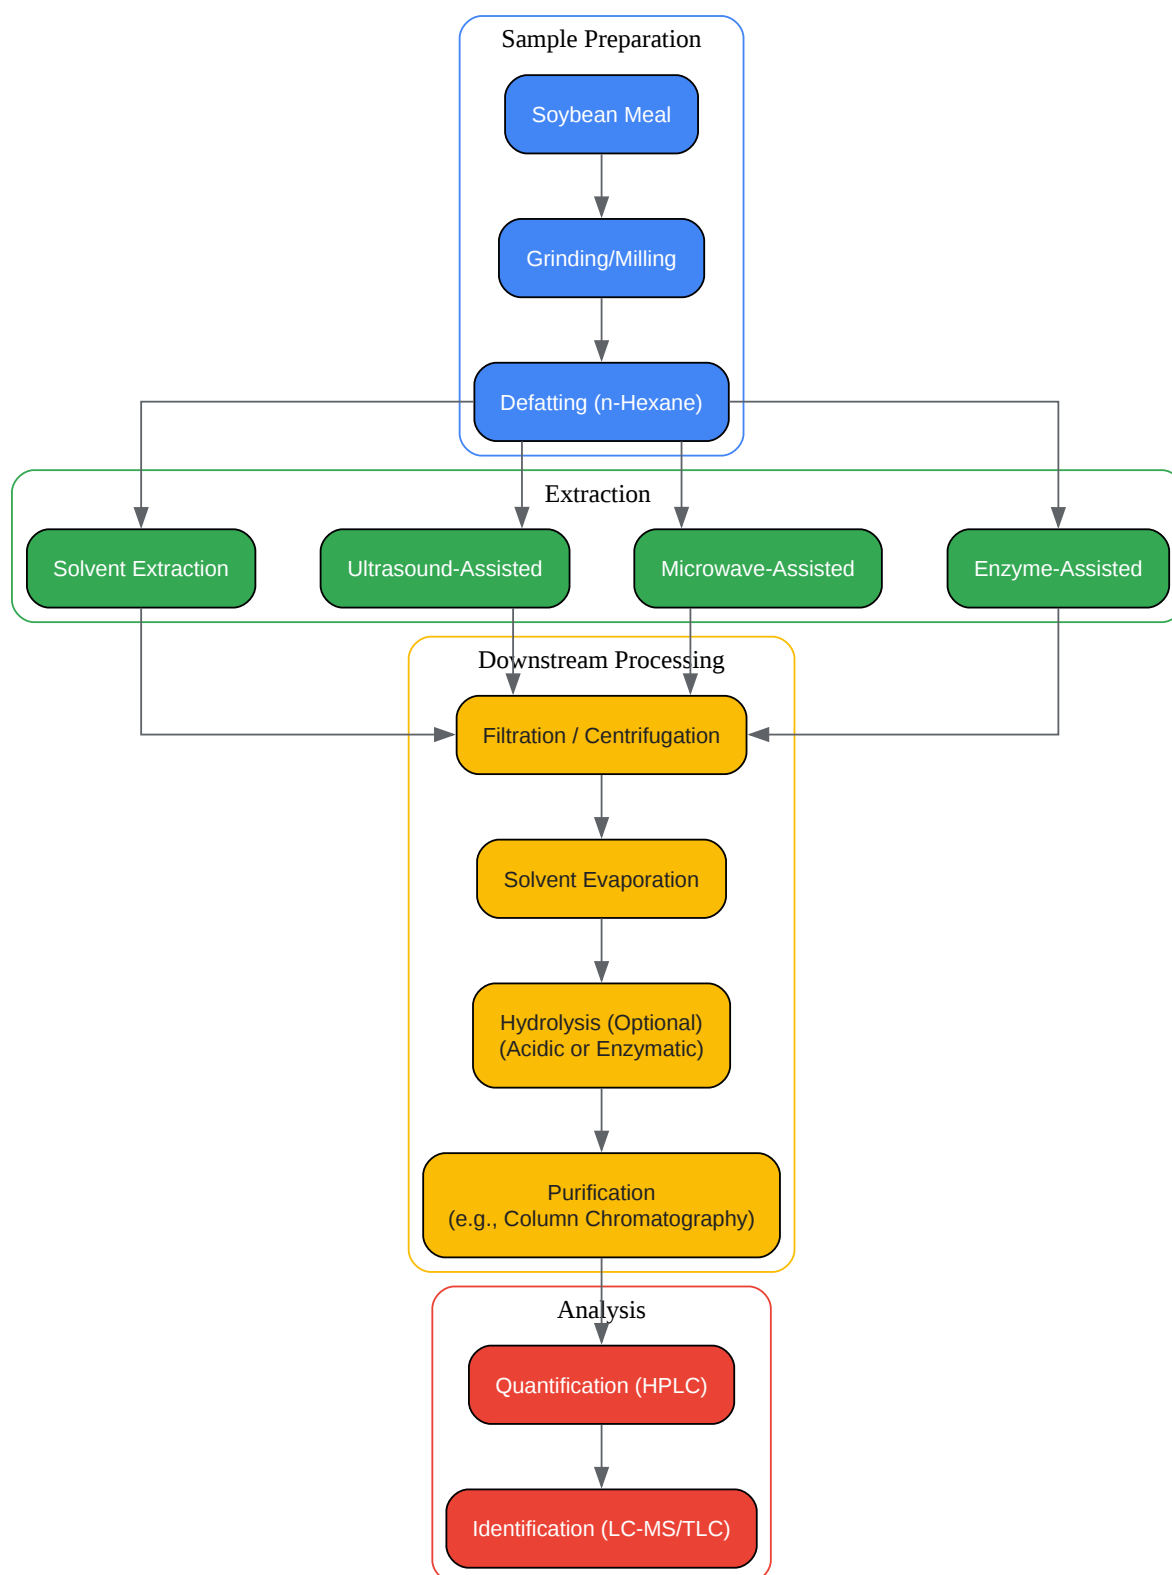 Sample Preparation
Soybean Meal
Grinding/Milling
Defatting (n-Hexane)
Extraction
Solvent Extraction
Ultrasound-Assisted
Microwave-Assisted
Enzyme-Assisted
Downstream Processing
Filtration / Centrifugation
Solvent Evaporation
Hydrolysis (Optional)
(Acidic or Enzymatic)
Purification
(e.g., Column Chromatography)
Analysis
Quantification (HPLC)
Identification (LC-MS/TLC)